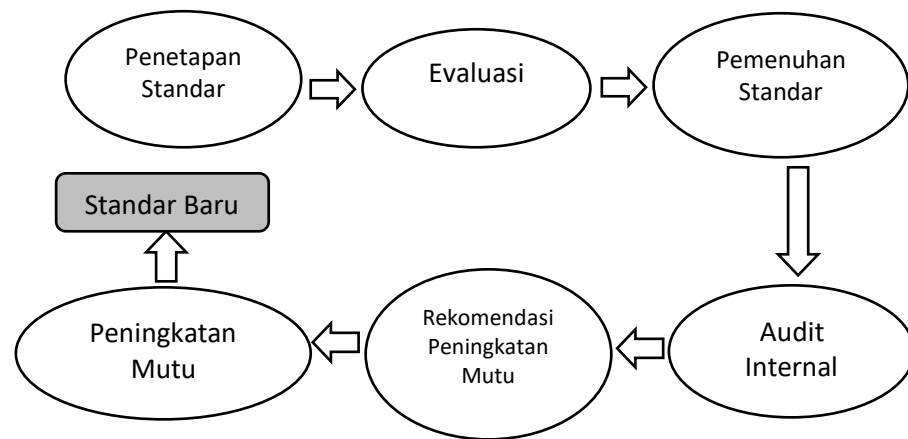 Penetapan
Standar
Evaluasi
Pemenuhan
Standar
Standar Baru
Peningkatan
Mutu
Rekomendasi
Peningkatan
Mutu
Audit
Internal